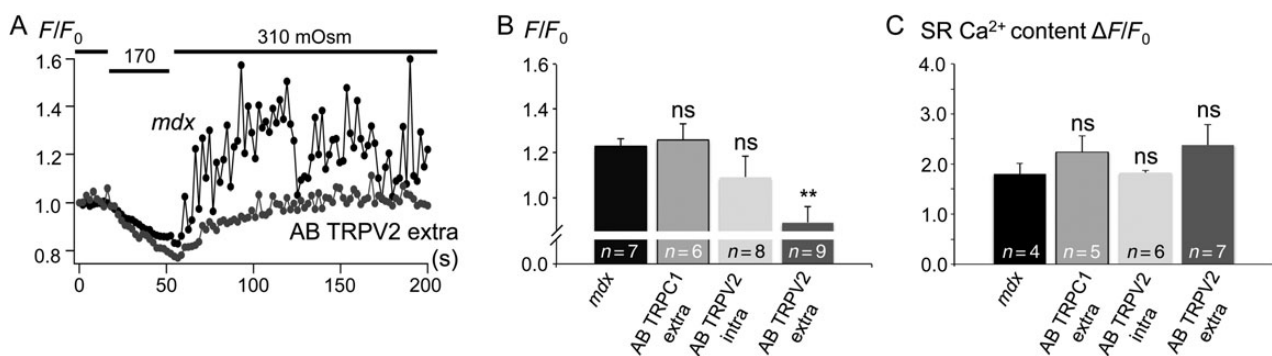 A F/F0
310 mOsm
170
1.6
1.4
1.2
1.0
0.8
mdx
AB TRPV2 extra
(s)
0 50 100 150 200
B F/F0
1.6
1.4
1.2
1.0
0.0
ns
ns
**
n=7 n=6 n=8 n=9
mdx
AB TRPC1 extra
AB TRPV2 intra
AB TRPV2 extra
C SR Ca2+ content ΔF/F0
4.0
3.0
2.0
1.0
0.0
ns
ns
ns
n=4 n=5 n=6 n=7
mdx
AB TRPC1 extra
AB TRPV2 intra
AB TRPV2 extra